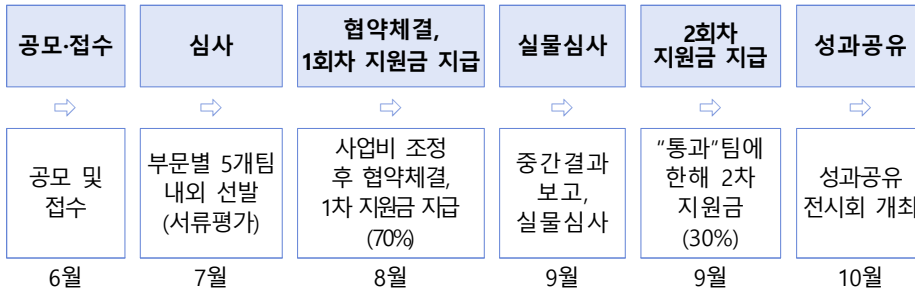 공모·접수
심사
협약체결,
1회차 지원금 지급
실물심사
2회차
지원금 지급
성과공유
공모 및
접수
부문별 5개팀
내외 선발
(서류평가)
사업비 조정
후 협약체결,
1차 지원금 지급
(70%)
중간결과
보고,
실물심사
"통과"팀에
한해 2차
지원금
(30%)
성과공유
전시회 개최
6월
7월
8월
9월
9월
10월